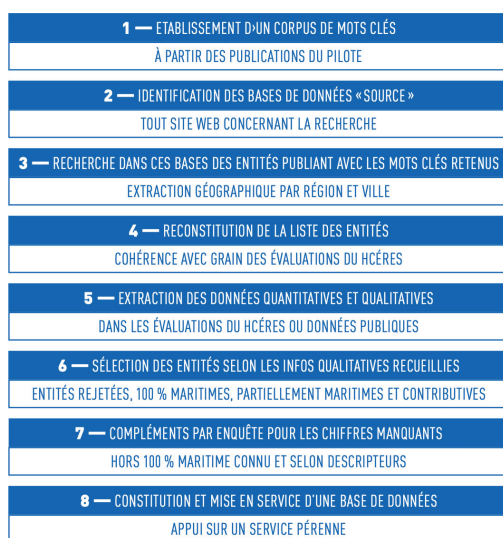 1 — ETABLISSEMENT D›UN CORPUS DE MOTS CLÉS
À PARTIR DES PUBLICATIONS DU PILOTE
2 — IDENTIFICATION DES BASES DE DONNÉES «SOURCE»
TOUT SITE WEB CONCERNANT LA RECHERCHE
3 — RECHERCHE DANS CES BASES DES ENTITÉS PUBLIANT AVEC LES MOTS CLÉS RETENUS
EXTRACTION GÉOGRAPHIQUE PAR RÉGION ET VILLE
4 — RECONSTITUTION DE LA LISTE DES ENTITÉS
COHÉRENCE AVEC GRAIN DES ÉVALUATIONS DU HCÉRES
5 — EXTRACTION DES DONNÉES QUANTITATIVES ET QUALITATIVES
DANS LES ÉVALUATIONS DU HCÉRES OU DONNÉES PUBLIQUES
6 — SÉLECTION DES ENTITÉS SELON LES INFOS QUALITATIVES RECUEILLIES
ENTITÉS REJETÉES, 100 % MARITIMES, PARTIELLEMENT MARITIMES ET CONTRIBUTIVES
7 — COMPLÉMENTS PAR ENQUÊTE POUR LES CHIFFRES MANQUANTS
HORS 100 % MARITIME CONNU ET SELON DESCRIPTEURS
8 — CONSTITUTION ET MISE EN SERVICE D'UNE BASE DE DONNÉES
APPUI SUR UN SERVICE PÉRENNE